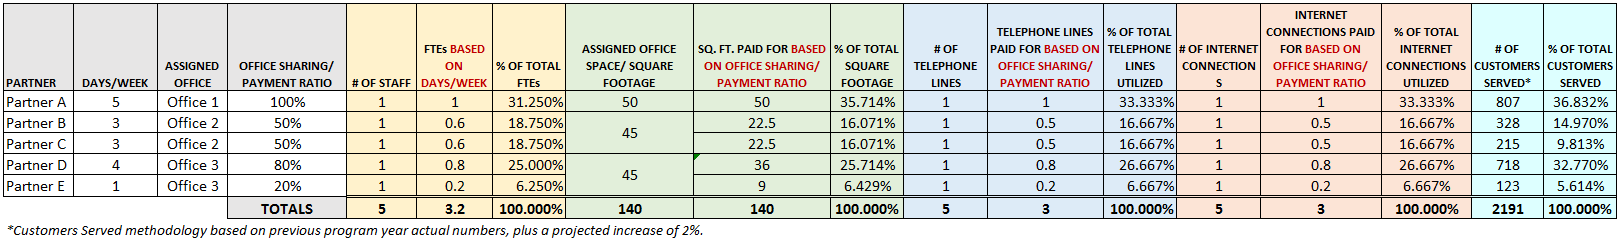 PARTNER DAYS/WEEK ASSIGNED OFFICE OFFICE SHARING/ PAYMENT RATIO # OF STAFF FTEs BASED ON DAYS/WEEK % OF TOTAL FTEs ASSIGNED OFFICE SPACE/ SQUARE FOOTAGE SQ. FT. PAID FOR BASED ON OFFICE SHARING/ PAYMENT RATIO % OF TOTAL SQUARE FOOTAGE # OF TELEPHONE LINES TELEPHONE LINES PAID FOR BASED ON OFFICE SHARING/ PAYMENT RATIO % OF TOTAL TELEPHONE LINES UTILIZED # OF INTERNET CONNECTIONS INTERNET CONNECTIONS PAID FOR BASED ON OFFICE SHARING/ PAYMENT RATIO % OF TOTAL INTERNET CONNECTIONS UTILIZED # OF CUSTOMERS SERVED* % OF TOTAL CUSTOMERS SERVED
Partner A 5 Office 1 100% 1 1 31.250% 50 50 35.714% 1 1 33.333% 1 1 33.333% 807 36.832%
Partner B 3 Office 2 50% 1 0.6 18.750% 45 22.5 16.071% 1 0.5 16.667% 1 0.5 16.667% 328 14.970%
Partner C 3 Office 2 50% 1 0.6 18.750% 22.5 16.071% 1 0.5 16.667% 1 0.5 16.667% 215 9.813%
Partner D 4 Office 3 80% 1 0.8 25.000% 45 36 25.714% 1 0.8 26.667% 1 0.8 26.667% 718 32.770%
Partner E 1 Office 3 20% 1 0.2 6.250% 9 6.429% 1 0.2 6.667% 1 0.2 6.667% 123 5.614%
TOTALS 5 3.2 100.000% 140 140 100.000% 5 3 100.000% 5 3 100.000% 2191 100.000%
*Customers Served methodology based on previous program year actual numbers, plus a projected increase of 2%.